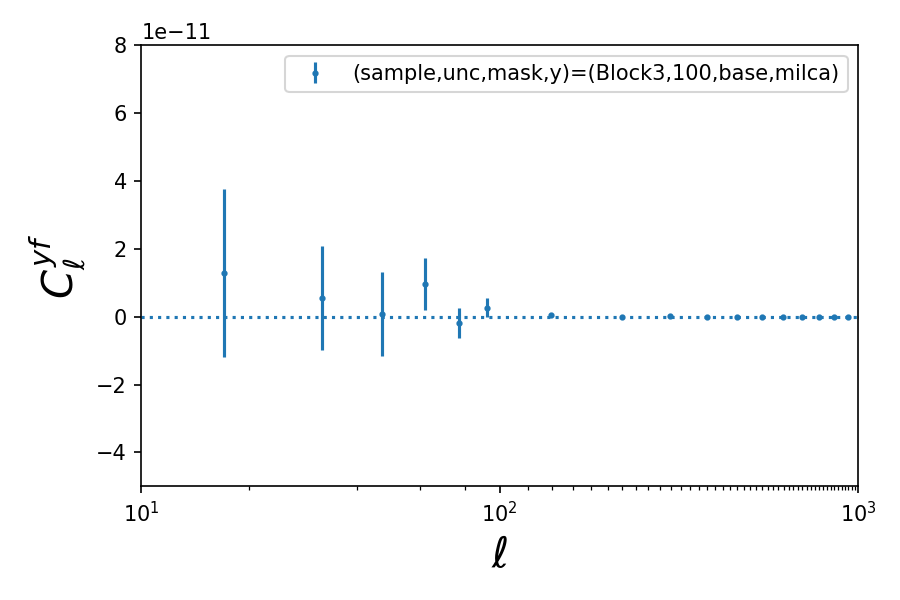 1e−11
(sample,unc,mask,y)=(Block3,100,base,milca)
8
6
4
2
0
−2
−4
C_ℓ^{yf}
10^1 10^2 10^3
ℓ